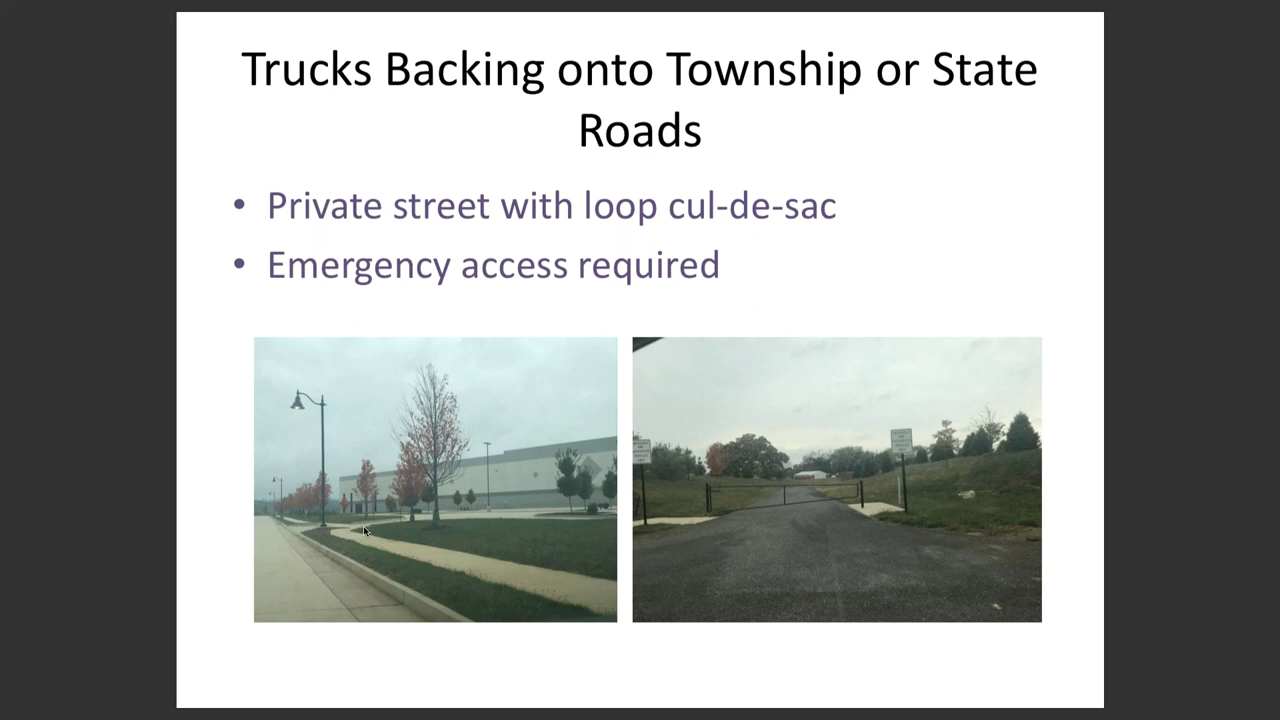 Trucks Backing onto Township or State
Roads
• Private street with loop cul-de-sac
• Emergency access required